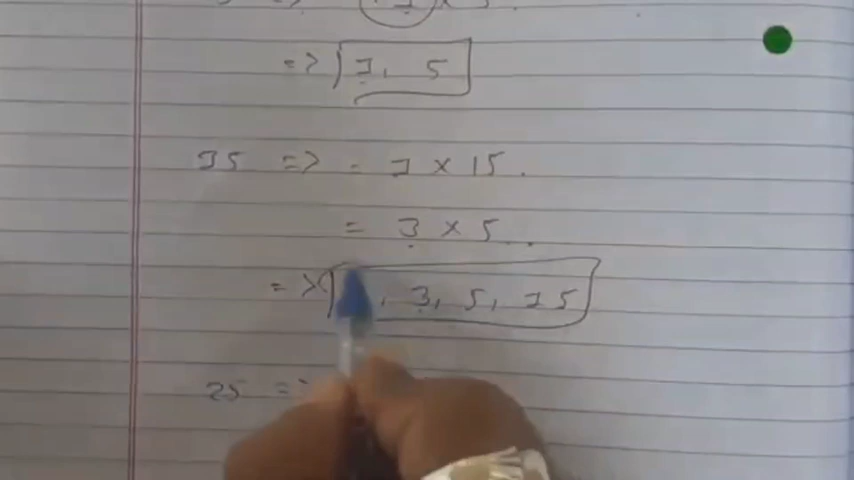 => 1, 5
15 => = 1 × 15.
= 3 × 5..
=> , 3, 5, 15
25 =>